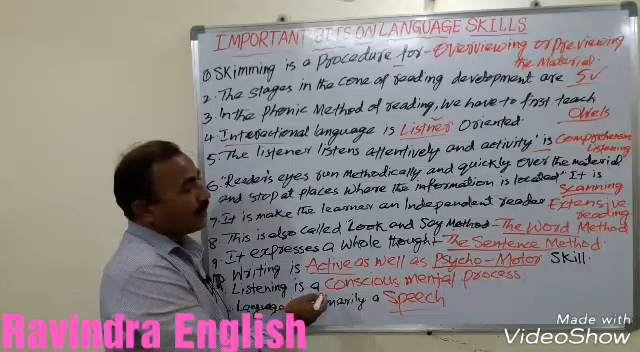 IMPORTANT BITS ON LANGUAGE SKILLS
① Skimming is a Procedure for - Overviewing or Previewing
the Material.
2. The stages in the cone of reading development are 5 ✓
3. In the Phonic Method of reading, we have to first teach
4. Interactional language is Listner Oriented
5. The listener listens attentively and activity is Comprehensive
Listening
6. "Reader's eyes run Methodically and quickly over the material
and stop at places where the information is located" It is
Scanning
7. It is make the learner an Independent reader Extensive
reading
8. This is also called 'Look and Say Method - The Word Method
9. It expresses a whole thought - The Sentence Method.
Writing is Active as well as Psycho-Motor Skill.
Listening is a Conscious mental process
Language a Speech
Ravindra English
Made With
VideoShow